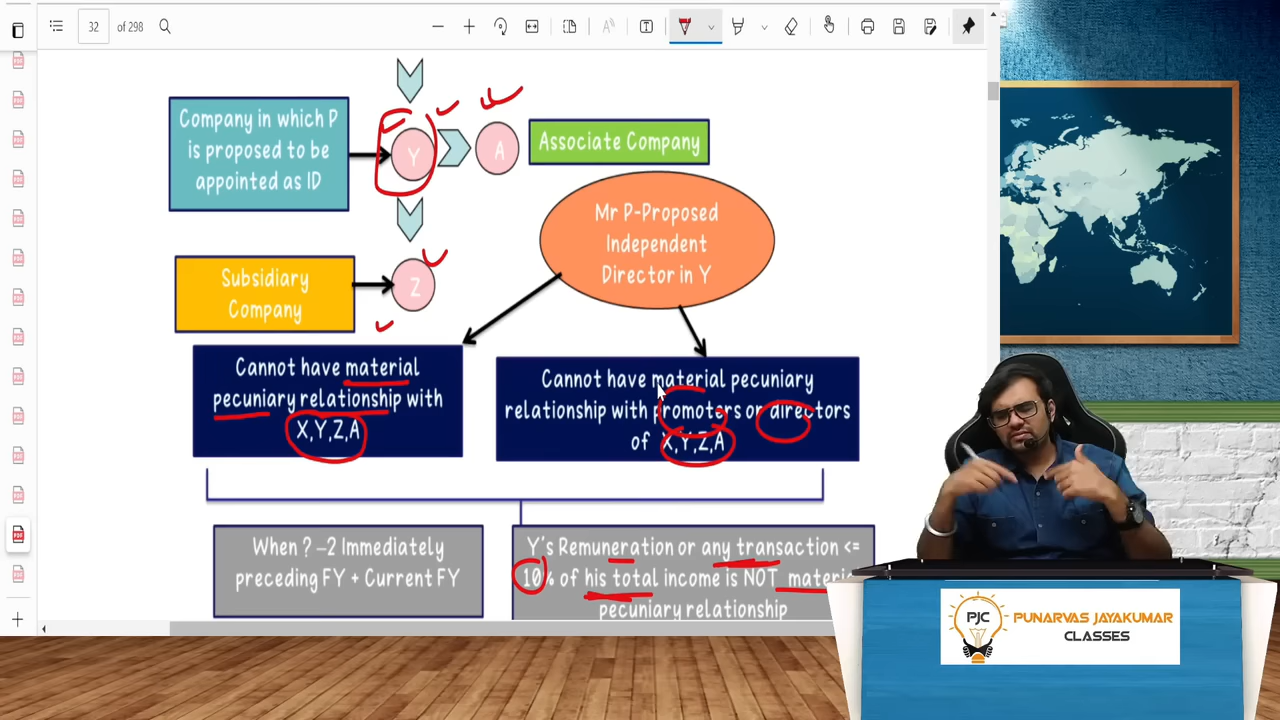 32
of 298
Company in which P
is proposed to be
appointed as ID
Y
A
Associate Company
Mr P-Proposed
Independent
Director in Y
Subsidiary
Company
Z
Cannot have material
pecuniary relationship with
X,Y,Z,A
Cannot have material pecuniary
relationship with promoters or directors
of X,Y,Z,A
When ? -2 Immediately
preceding FY + Current FY
Y's Remuneration or any transaction <=
10% of his total income is NOT materi
pecuniary relationship
PJC
PUNARVAS JAYAKUMAR
CLASSES